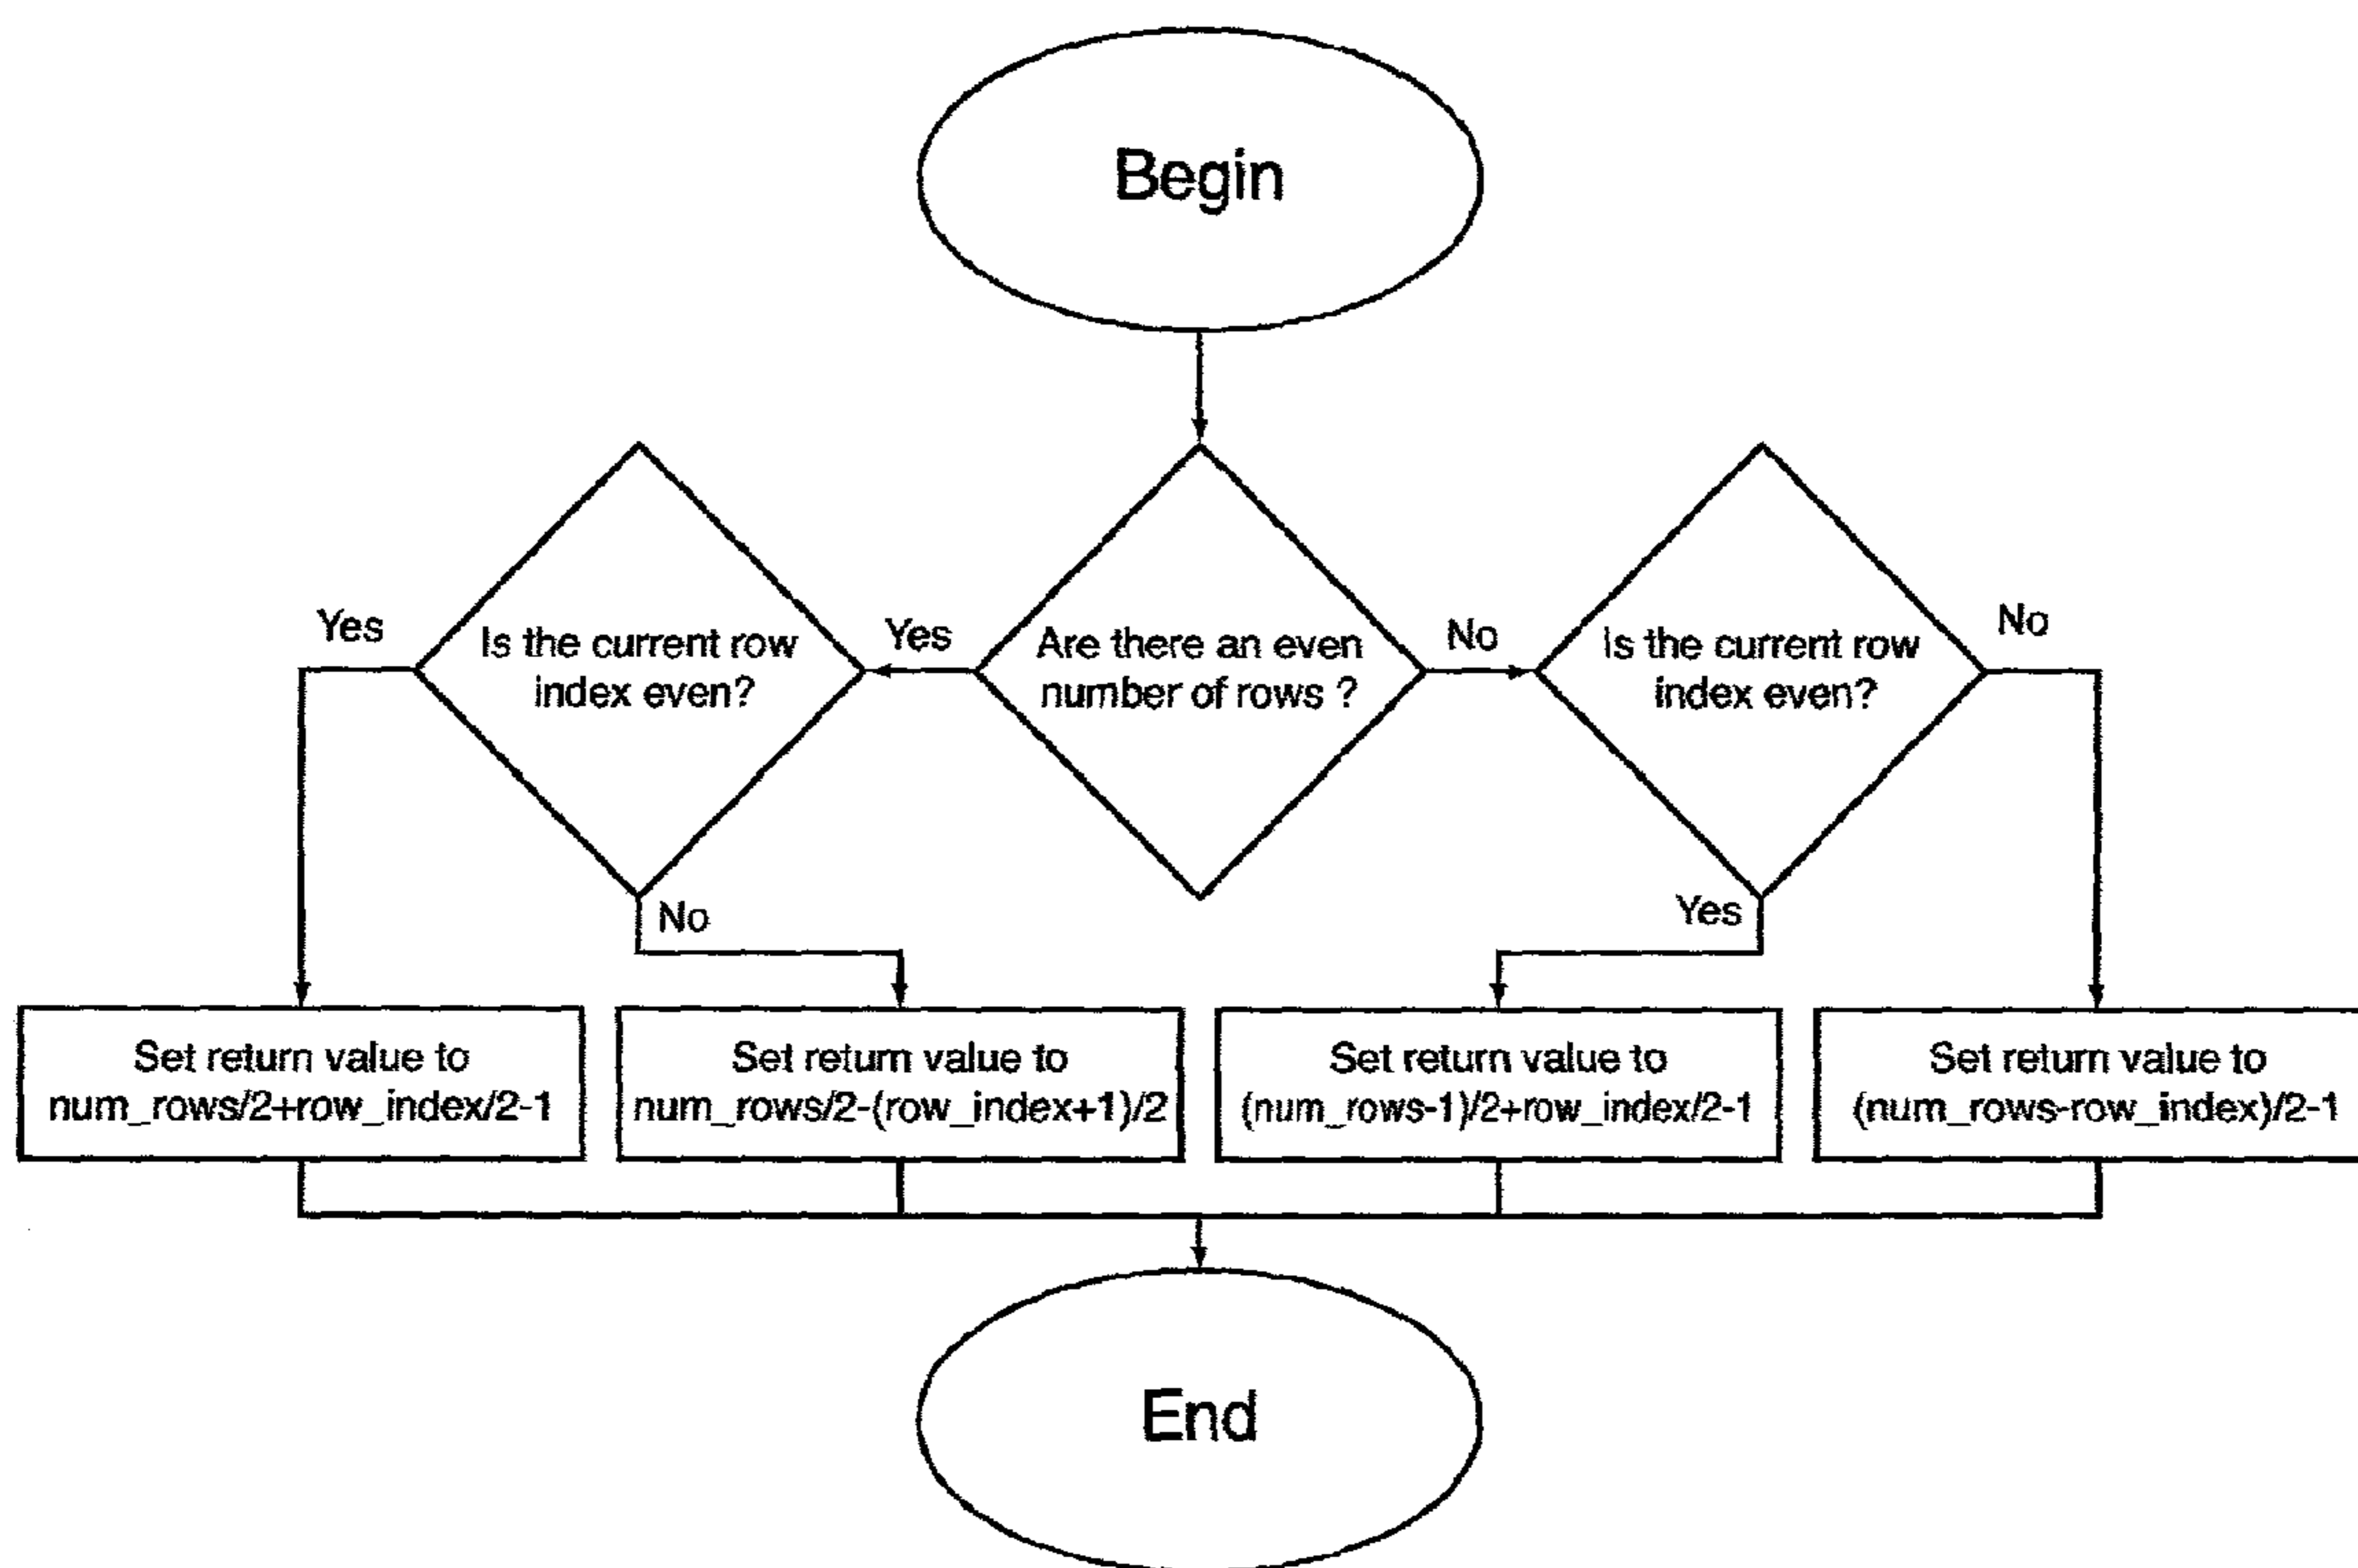 Begin
Yes
Is the current row
index even?
Yes
Are there an even
number of rows ?
No
Is the current row
index even?
No
No
Yes
Set return value to
num_rows/2+row_index/2-1
Set return value to
num_rows/2-(row_index+1)/2
Set return value to
(num_rows-1)/2+row_index/2-1
Set return value to
(num_rows-row_index)/2-1
End